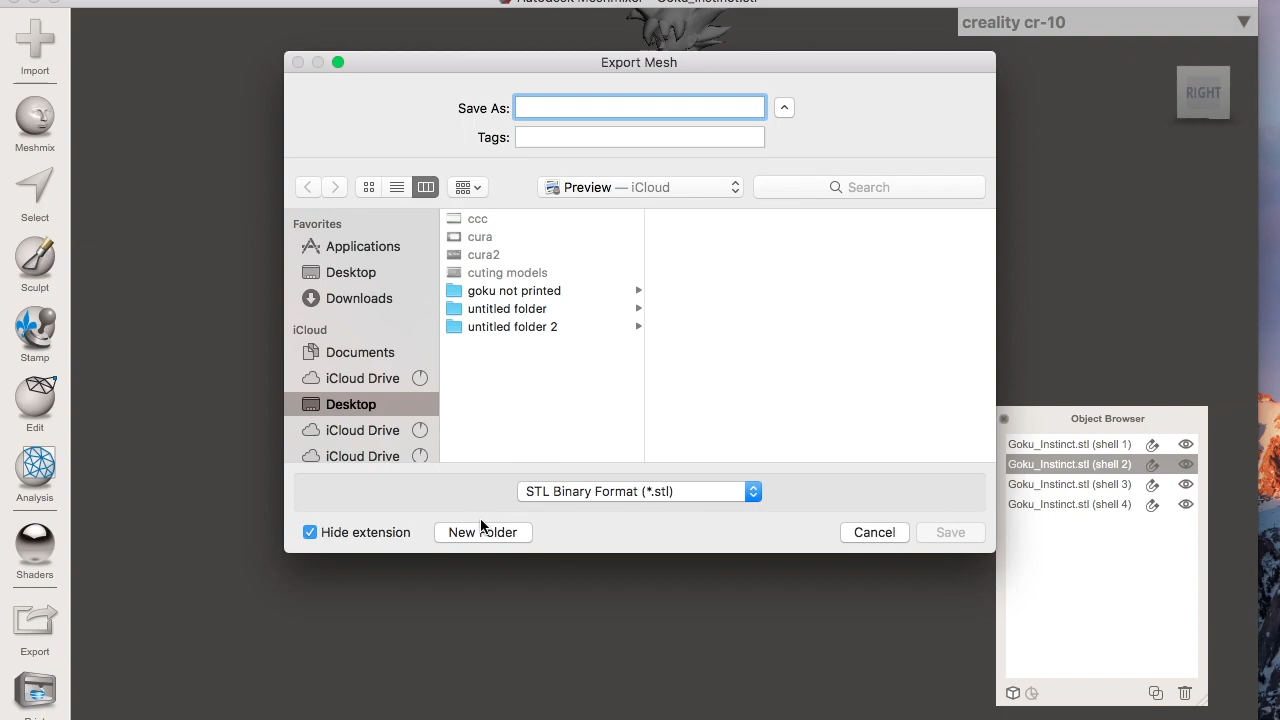 Autodesk Meshmixer - Goku_Instinct.stl
creality cr-10
Import
Export Mesh
RIGHT
Save As:
Tags:
Meshmix
Preview — iCloud
Search
Select
Favorites
Applications
Desktop
Downloads
iCloud
Documents
iCloud Drive
Desktop
iCloud Drive
iCloud Drive
ccc
cura
cura2
cuting models
goku not printed
untitled folder
untitled folder 2
Sculpt
Stamp
Edit
Analysis
Shaders
Export
Print
STL Binary Format (*.stl)
Hide extension
New Folder
Cancel
Save
Object Browser
Goku_Instinct.stl (shell 1)
Goku_Instinct.stl (shell 2)
Goku_Instinct.stl (shell 3)
Goku_Instinct.stl (shell 4)